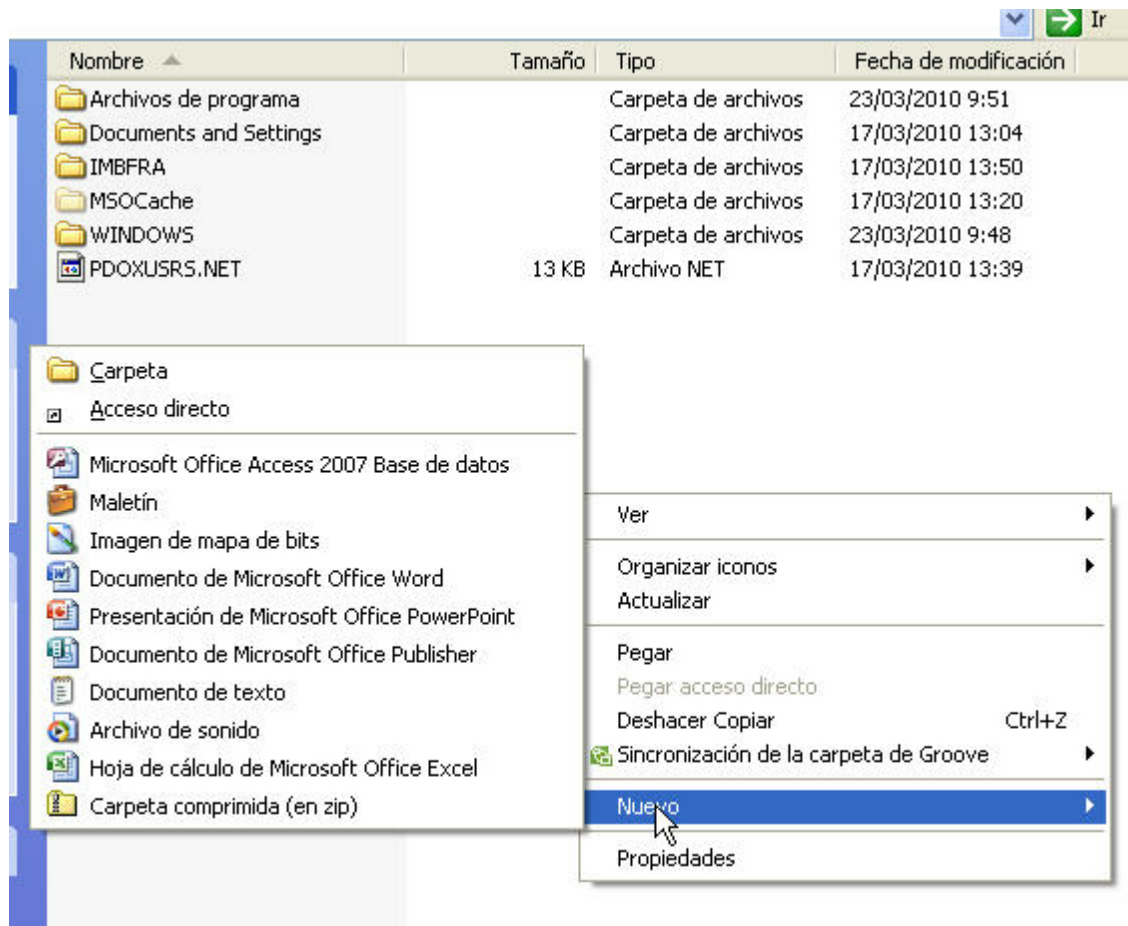 Ir
Nombre Tamaño Tipo Fecha de modificación
Archivos de programa Carpeta de archivos 23/03/2010 9:51
Documents and Settings Carpeta de archivos 17/03/2010 13:04
IMBFRA Carpeta de archivos 17/03/2010 13:50
MSOCache Carpeta de archivos 17/03/2010 13:20
WINDOWS Carpeta de archivos 23/03/2010 9:48
PDOXUSRS.NET 13 KB Archivo NET 17/03/2010 13:39
Carpeta
Acceso directo
Microsoft Office Access 2007 Base de datos
Maletín
Imagen de mapa de bits
Documento de Microsoft Office Word
Presentación de Microsoft Office PowerPoint
Documento de Microsoft Office Publisher
Documento de texto
Archivo de sonido
Hoja de cálculo de Microsoft Office Excel
Carpeta comprimida (en zip)
Ver
Organizar iconos
Actualizar
Pegar
Pegar acceso directo
Deshacer Copiar Ctrl+Z
Sincronización de la carpeta de Groove
Nuevo
Propiedades